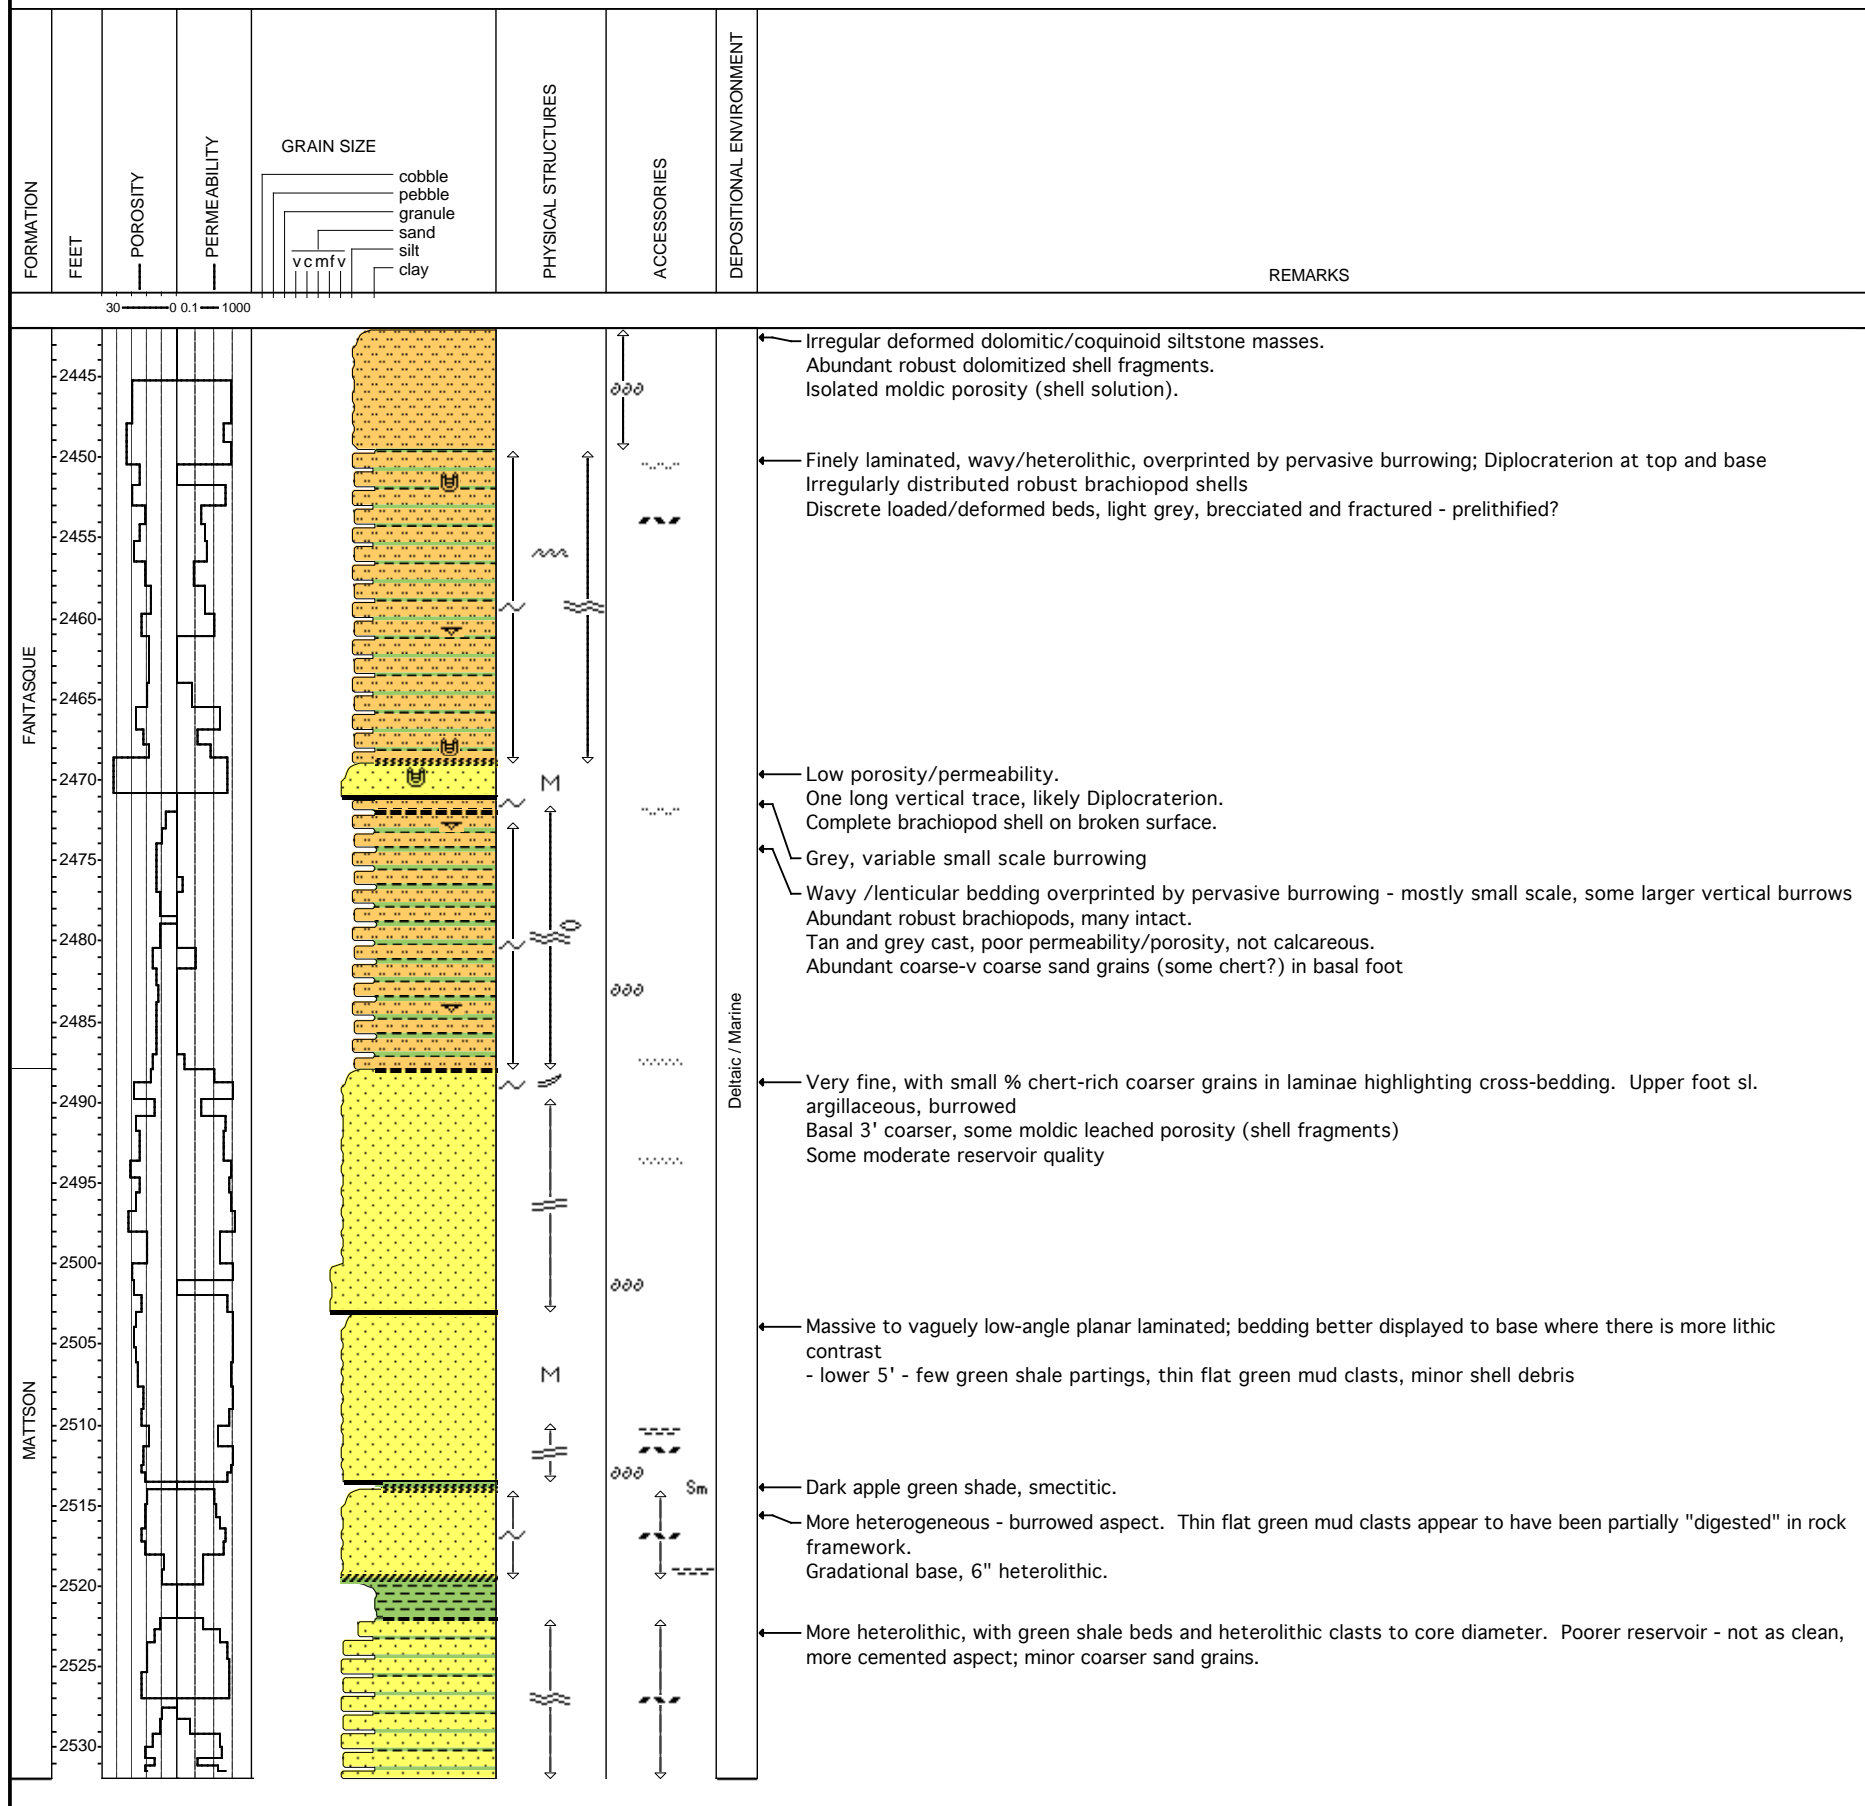 FORMATION
FEET
POROSITY
PERMEABILITY
GRAIN SIZE
cobble
pebble
granule
sand
silt
clay
v c m f v
PHYSICAL STRUCTURES
ACCESSORIES
DEPOSITIONAL ENVIRONMENT
REMARKS
30 0 0.1 1000
FANTASQUE
MATTSON
2445
2450
2455
2460
2465
2470
2475
2480
2485
2490
2495
2500
2505
2510
2515
2520
2525
2530
M
M
Sm
Deltaic / Marine
Irregular deformed dolomitic/coquinoid siltstone masses.
Abundant robust dolomitized shell fragments.
Isolated moldic porosity (shell solution).
Finely laminated, wavy/heterolithic, overprinted by pervasive burrowing; Diplocraterion at top and base
Irregularly distributed robust brachiopod shells
Discrete loaded/deformed beds, light grey, brecciated and fractured - prelithified?
Low porosity/permeability.
One long vertical trace, likely Diplocraterion.
Complete brachiopod shell on broken surface.
Grey, variable small scale burrowing
Wavy /lenticular bedding overprinted by pervasive burrowing - mostly small scale, some larger vertical burrows
Abundant robust brachiopods, many intact.
Tan and grey cast, poor permeability/porosity, not calcareous.
Abundant coarse-v coarse sand grains (some chert?) in basal foot
Very fine, with small % chert-rich coarser grains in laminae highlighting cross-bedding. Upper foot sl.
argillaceous, burrowed
Basal 3' coarser, some moldic leached porosity (shell fragments)
Some moderate reservoir quality
Massive to vaguely low-angle planar laminated; bedding better displayed to base where there is more lithic
contrast
- lower 5' - few green shale partings, thin flat green mud clasts, minor shell debris
Dark apple green shade, smectitic.
More heterogeneous - burrowed aspect. Thin flat green mud clasts appear to have been partially "digested" in rock
framework.
Gradational base, 6" heterolithic.
More heterolithic, with green shale beds and heterolithic clasts to core diameter. Poorer reservoir - not as clean,
more cemented aspect; minor coarser sand grains.